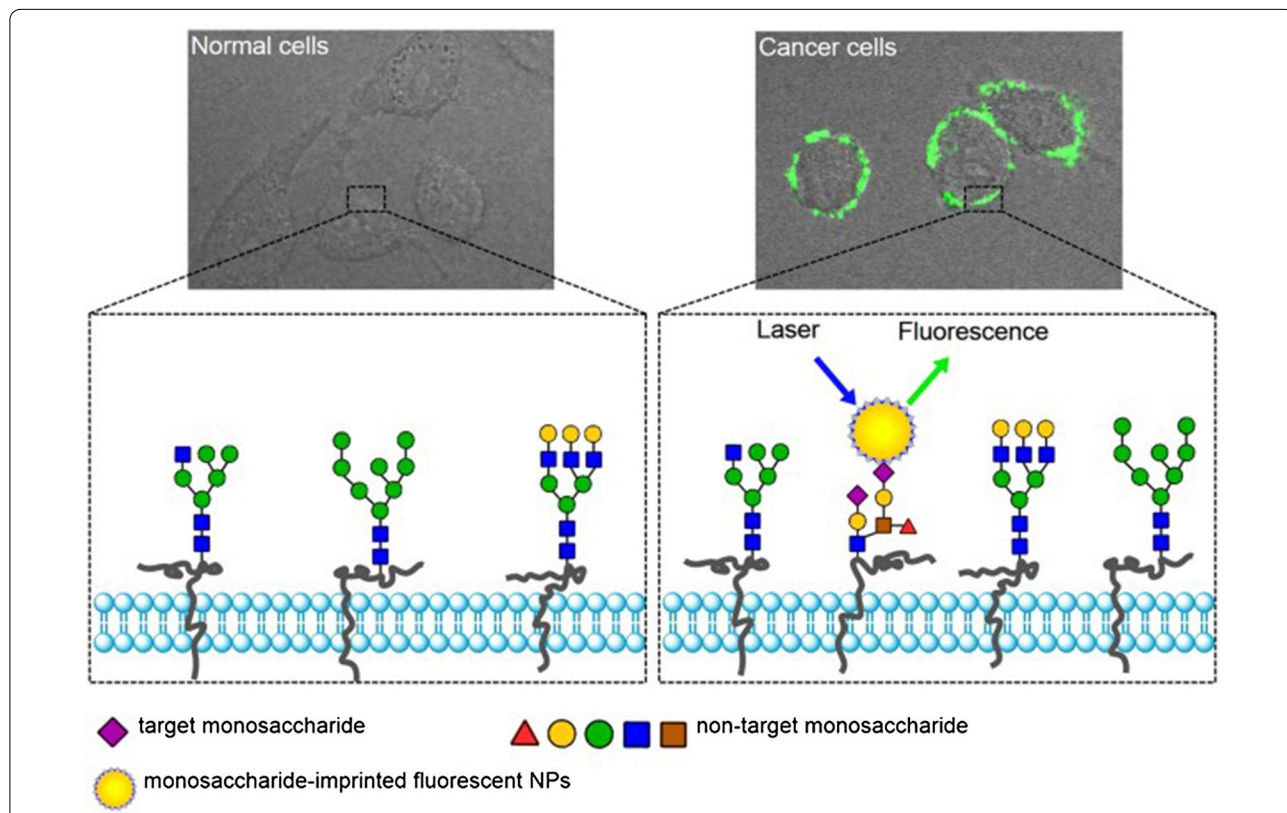 Normal cells
Cancer cells
Laser
Fluorescence
target monosaccharide
non-target monosaccharide
monosaccharide-imprinted fluorescent NPs